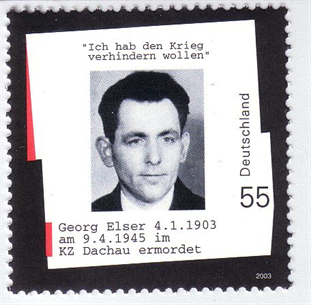 "Ich hab den Krieg
verhindern wollen"
Deutschland
55
Georg Elser 4.1.1903
am 9.4.1945 im
KZ Dachau ermordet
2003